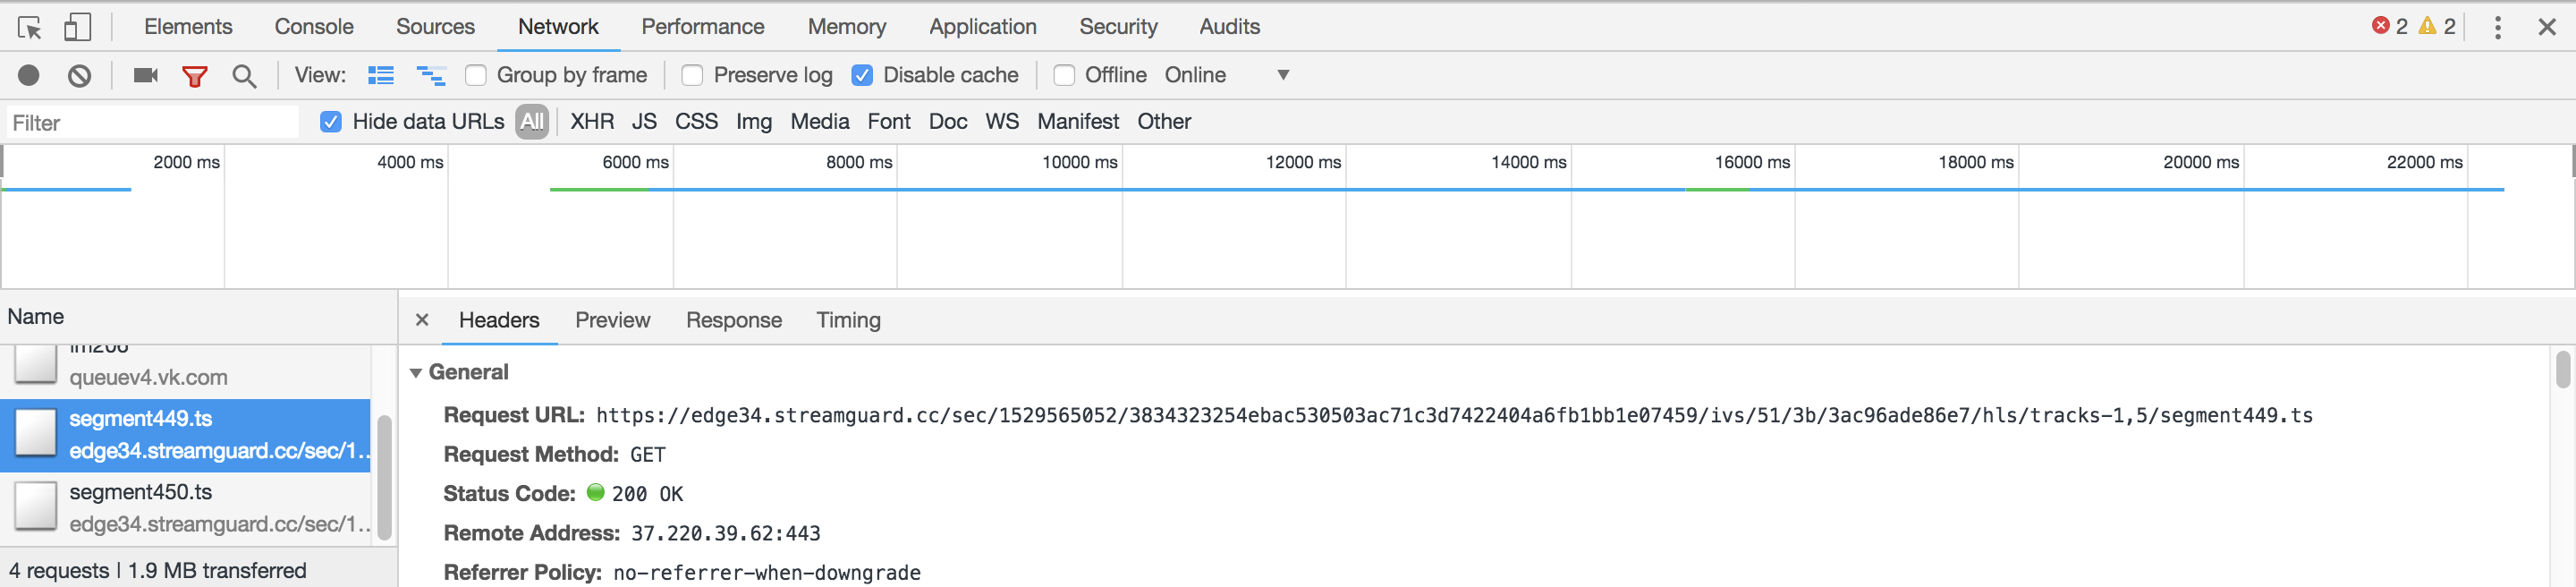 Elements Console Sources Network Performance Memory Application Security Audits 2 2
View: Group by frame Preserve log Disable cache Offline Online
Filter Hide data URLs All XHR JS CSS Img Media Font Doc WS Manifest Other
2000 ms 4000 ms 6000 ms 8000 ms 10000 ms 12000 ms 14000 ms 16000 ms 18000 ms 20000 ms 22000 ms
Name
queuev4.vk.com
segment449.ts
edge34.streamguard.cc/sec/1...
segment450.ts
edge34.streamguard.cc/sec/1...
4 requests | 1.9 MB transferred
Headers Preview Response Timing
General
Request URL: https://edge34.streamguard.cc/sec/1529565052/3834323254ebac530503ac71c3d7422404a6fb1bb1e07459/ivs/51/3b/3ac96ade86e7/hls/tracks-1,5/segment449.ts
Request Method: GET
Status Code: 200 OK
Remote Address: 37.220.39.62:443
Referrer Policy: no-referrer-when-downgrade